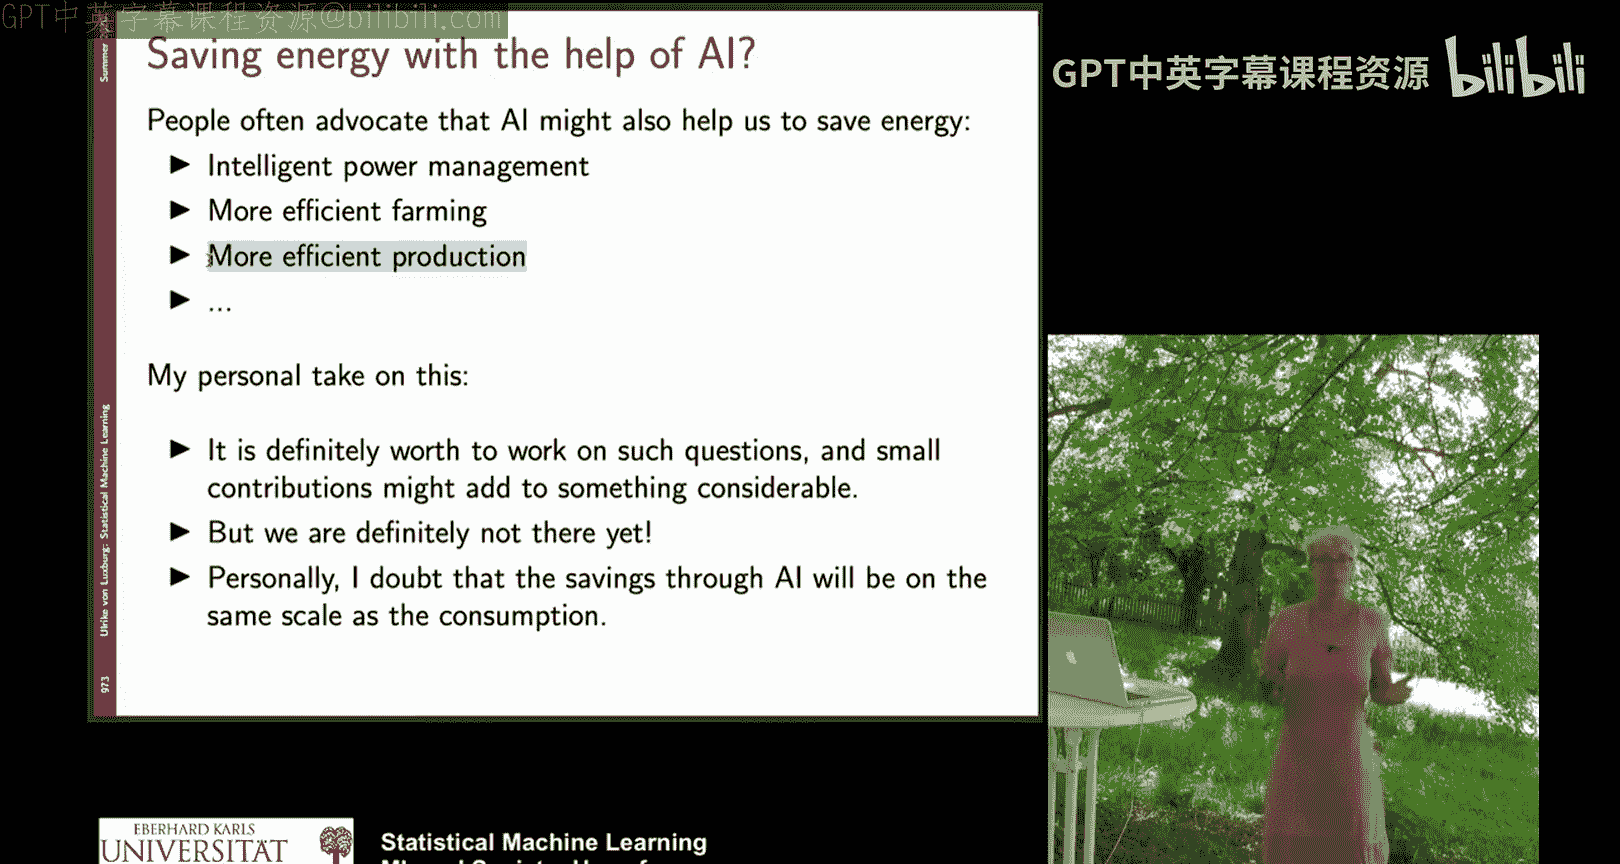 GPT中英字幕课程资源@bilibili.com
Saving energy with the help of AI?
People often advocate that AI might also help us to save energy:
► Intelligent power management
► More efficient farming
► More efficient production
► ...
My personal take on this:
► It is definitely worth to work on such questions, and small
contributions might add to something considerable.
► But we are definitely not there yet!
► Personally, I doubt that the savings through AI will be on the
same scale as the consumption.
Summer
Ulrike von Luxburg: Statistical Machine Learning
973
GPT中英字幕课程资源 bilibili
EBERHARD KARLS
UNIVERSITÄT
Statistical Machine Learning